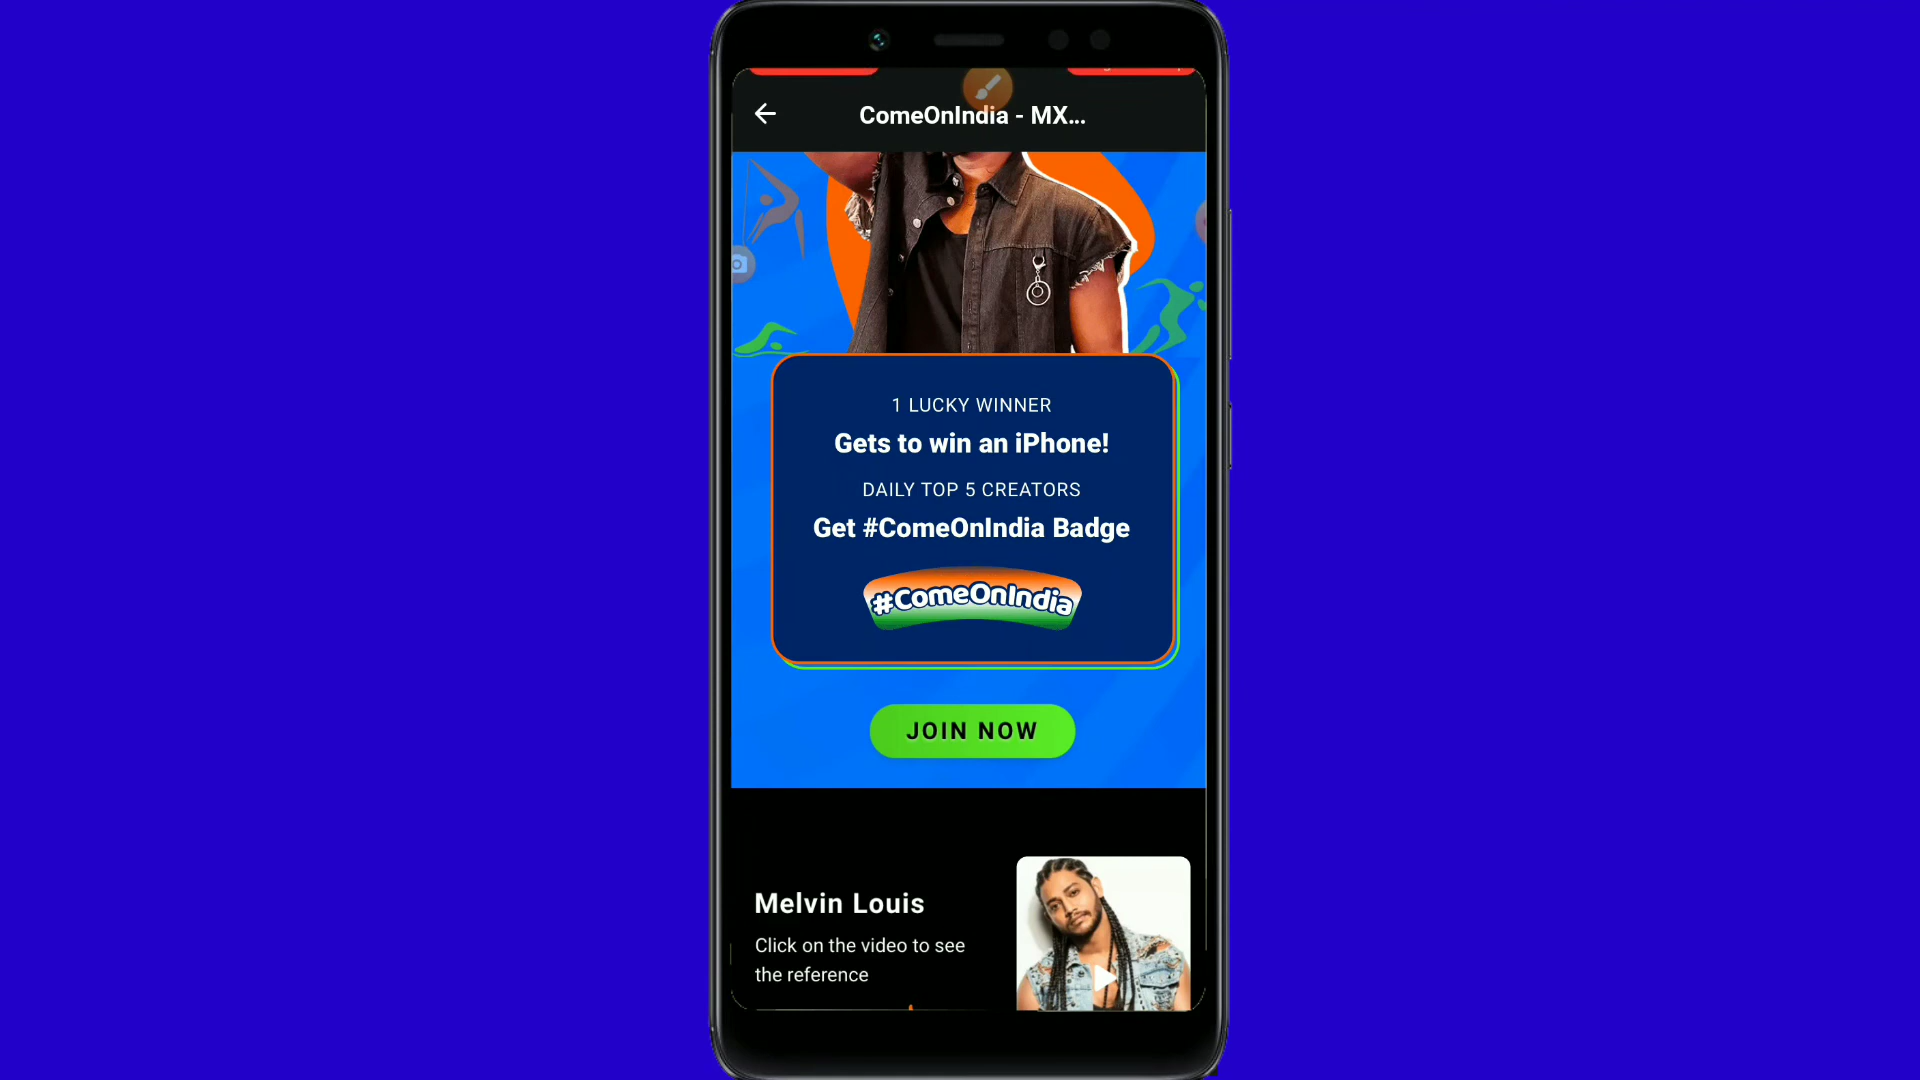 ComeOnIndia - MX...
1 LUCKY WINNER
Gets to win an iPhone!
DAILY TOP 5 CREATORS
Get #ComeOnIndia Badge
#ComeOnIndia
JOIN NOW
Melvin Louis
Click on the video to see
the reference